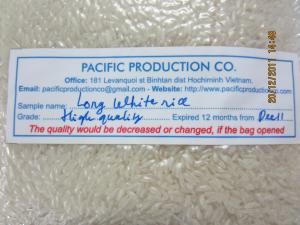 PACIFIC PRODUCTION CO.
Office: 181 Levanquoi st Binhtan dist Hochiminh Vietnam,
Email: pacificproductionco@gmail.com - Website: http://www.pacificproductionco.com
Sample name: Long White rice
Grade: High quality Expired 12 months from Dec11
The quality would be decreased or changed, if the bag opened
20/12/2011 14:49